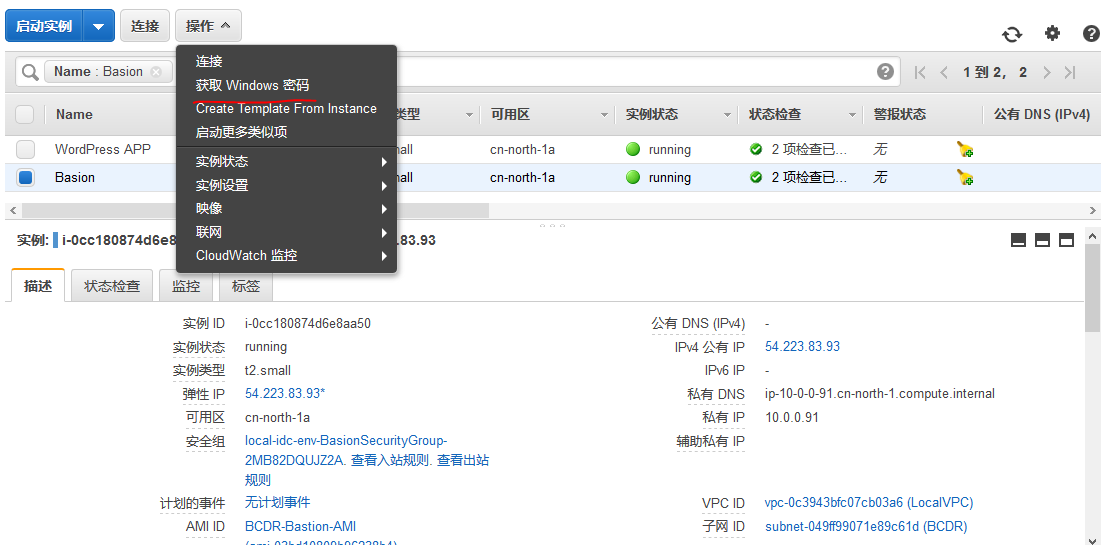 启动实例 连接 操作
Name : Basion 1 到 2， 2
连接
获取 Windows 密码
Create Template From Instance
启动更多类似项
实例状态
实例设置
映像
联网
CloudWatch 监控
Name 类型 可用区 实例状态 状态检查 警报状态 公有 DNS (IPv4)
WordPress APP cn-north-1a running 2 项检查已... 无
Basion cn-north-1a running 2 项检查已... 无
实例: i-0cc180874d6e8 .83.93
描述 状态检查 监控 标签
实例 ID i-0cc180874d6e8aa50 公有 DNS (IPv4) -
实例状态 running IPv4 公有 IP 54.223.83.93
实例类型 t2.small IPv6 IP -
弹性 IP 54.223.83.93* 私有 DNS ip-10-0-0-91.cn-north-1.compute.internal
可用区 cn-north-1a 私有 IP 10.0.0.91
安全组 local-idc-env-BasionSecurityGroup- 辅助私有 IP
2MB82DQUJZ2A. 查看入站规则. 查看出站
规则
计划的事件 无计划事件 VPC ID vpc-0c3943bfc07cb03a6 (LocalVPC)
AMI ID BCDR-Bastion-AMI 子网 ID subnet-049ff99071e89c61d (BCDR)